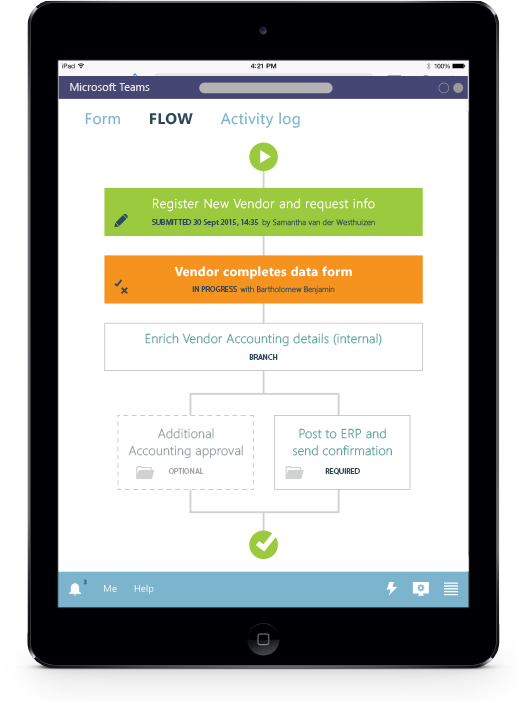 iPad 4:21 PM 100%
Microsoft Teams
Form FLOW Activity log
Register New Vendor and request info
SUBMITTED 30 Sept 2015, 14:35 by Samantha van der Westhuizen
Vendor completes data form
IN PROGRESS with Bartholomew Benjamin
Enrich Vendor Accounting details (internal)
BRANCH
Additional
Accounting approval
OPTIONAL
Post to ERP and
send confirmation
REQUIRED
3 Me Help